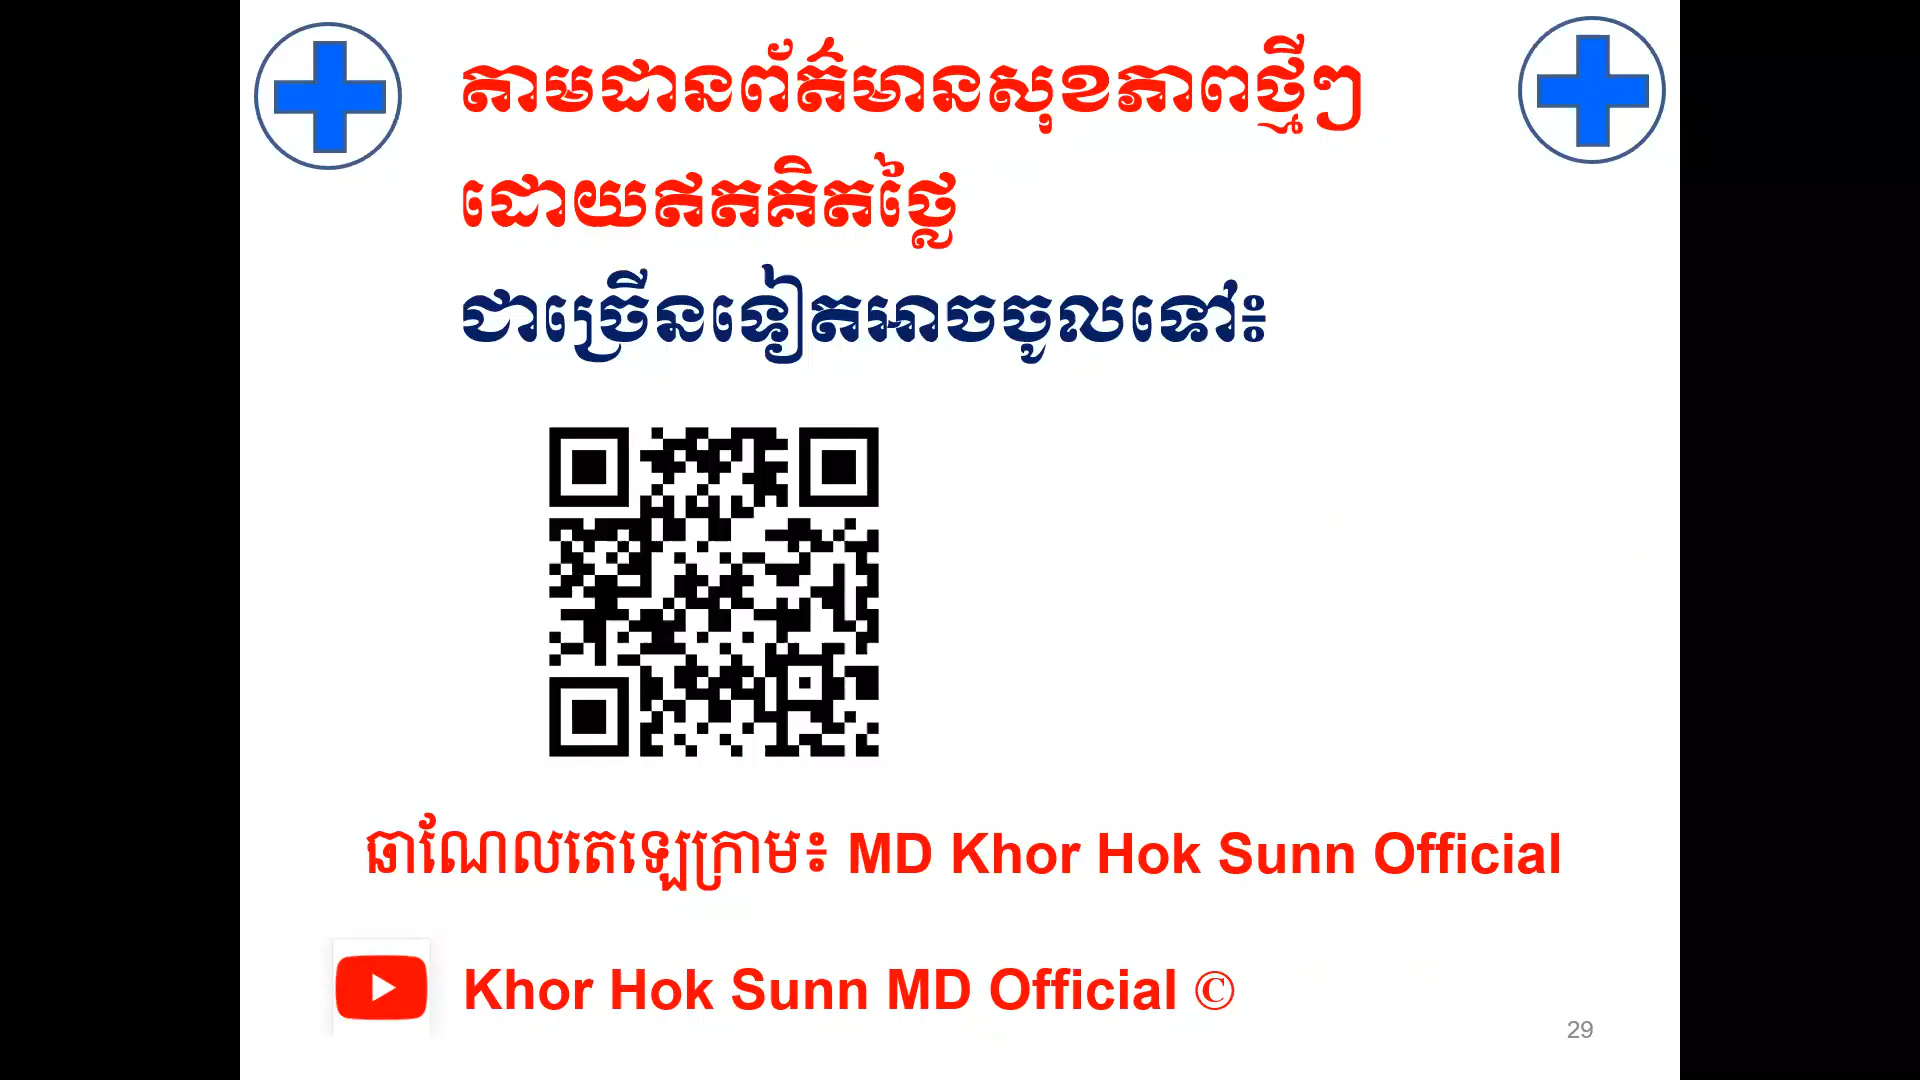 តាមដានព័ត៌មានសុខភាពថ្មីៗ
ដោយឥតគិតថ្លៃ
ជាច្រើនទៀតអាចចូលទៅ៖
ឆាណែលតេឡេក្រាម៖ MD Khor Hok Sunn Official
Khor Hok Sunn MD Official ©
29